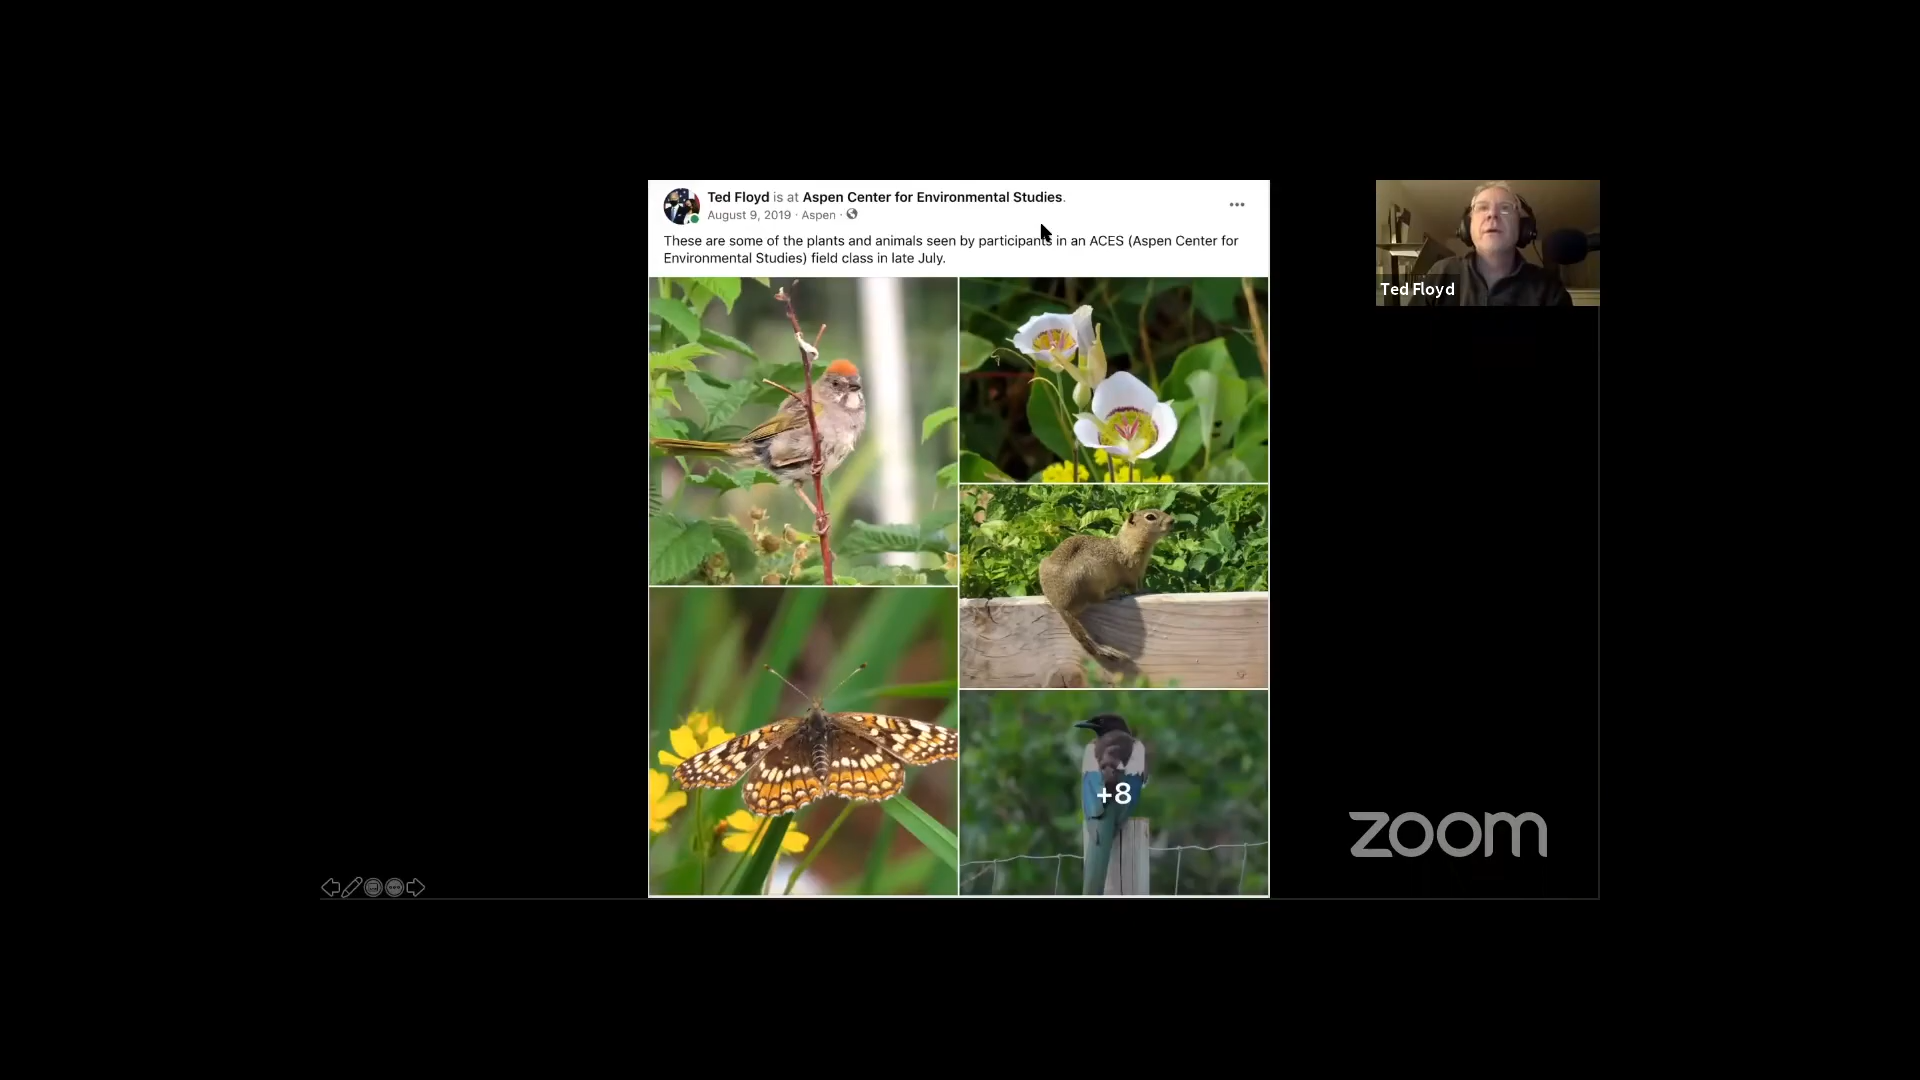 Ted Floyd is at Aspen Center for Environmental Studies.
August 9, 2019 · Aspen ·
These are some of the plants and animals seen by participants in an ACES (Aspen Center for
Environmental Studies) field class in late July.
+8
Ted Floyd
zoom